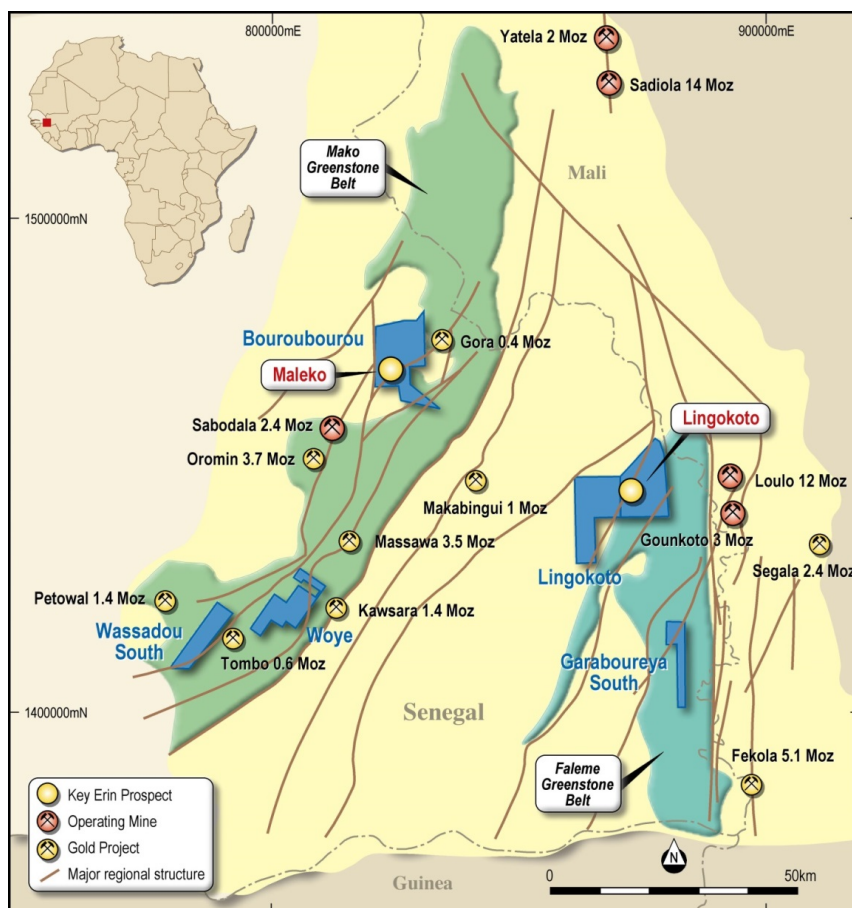 800000mE
900000mE
Yatela 2 Moz
Sadiola 14 Moz
Mako
Greenstone
Belt
Mali
1500000mN
Bouroubourou
Gora 0.4 Moz
Maleko
Sabodala 2.4 Moz
Lingokoto
Oromin 3.7 Moz
Makabingui 1 Moz
Loulo 12 Moz
Gounkoto 3 Moz
Massawa 3.5 Moz
Segala 2.4 Moz
Lingokoto
Petowal 1.4 Moz
Kawsara 1.4 Moz
Wassadou
South
Woye
Tombo 0.6 Moz
Garaboureya
South
1400000mN
Senegal
Fekola 5.1 Moz
Faleme
Greenstone
Belt
Key Erin Prospect
Operating Mine
Gold Project
Major regional structure
Guinea
N
0
50km